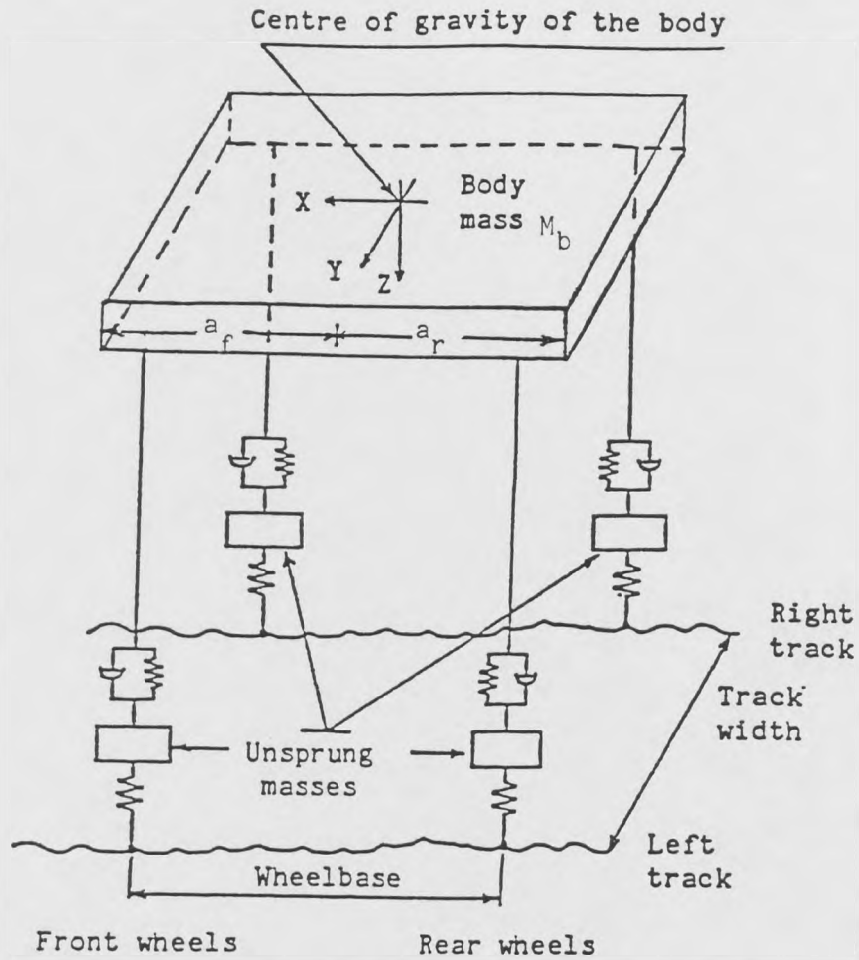 Centre of gravity of the body
Body
mass M_b
X
Y
Z
a_f
a_r
Right
track
Track
width
Unsprung
masses
Left
track
Wheelbase
Front wheels
Rear wheels